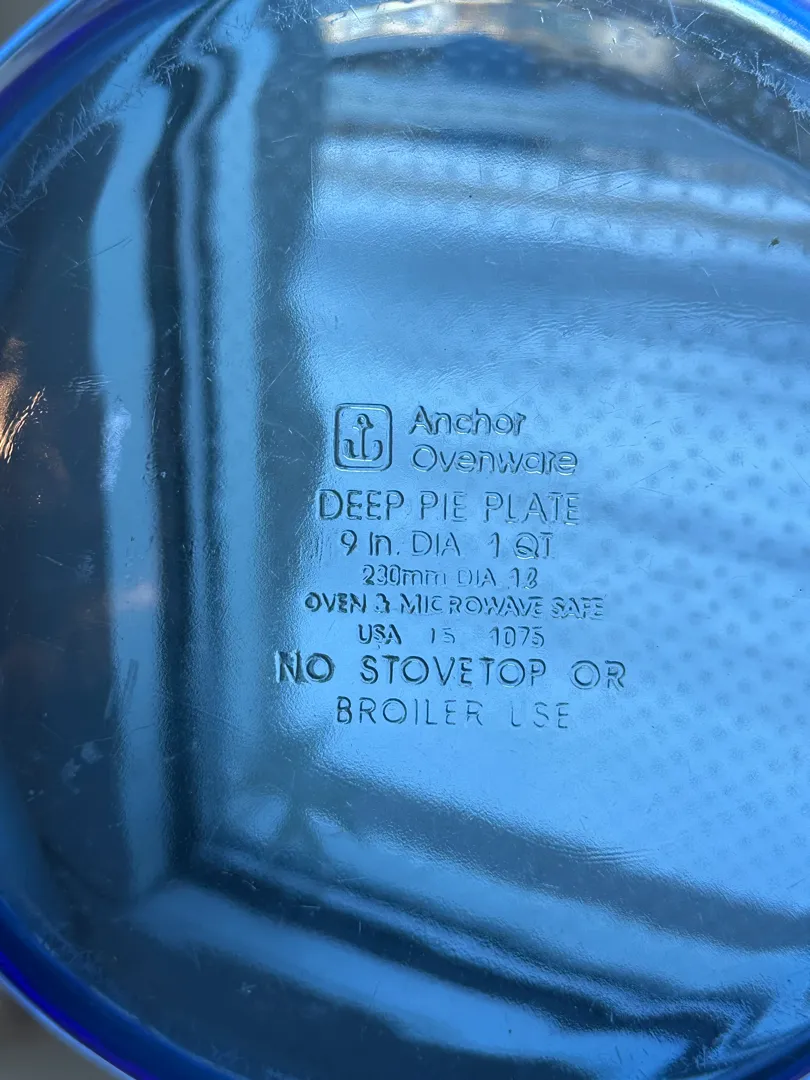 Anchor
Ovenware
DEEP PIE PLATE
9 In. DIA 1 QT
230mm DIA 1ℓ
OVEN & MICROWAVE SAFE
USA 15 1075
NO STOVETOP OR
BROILER USE